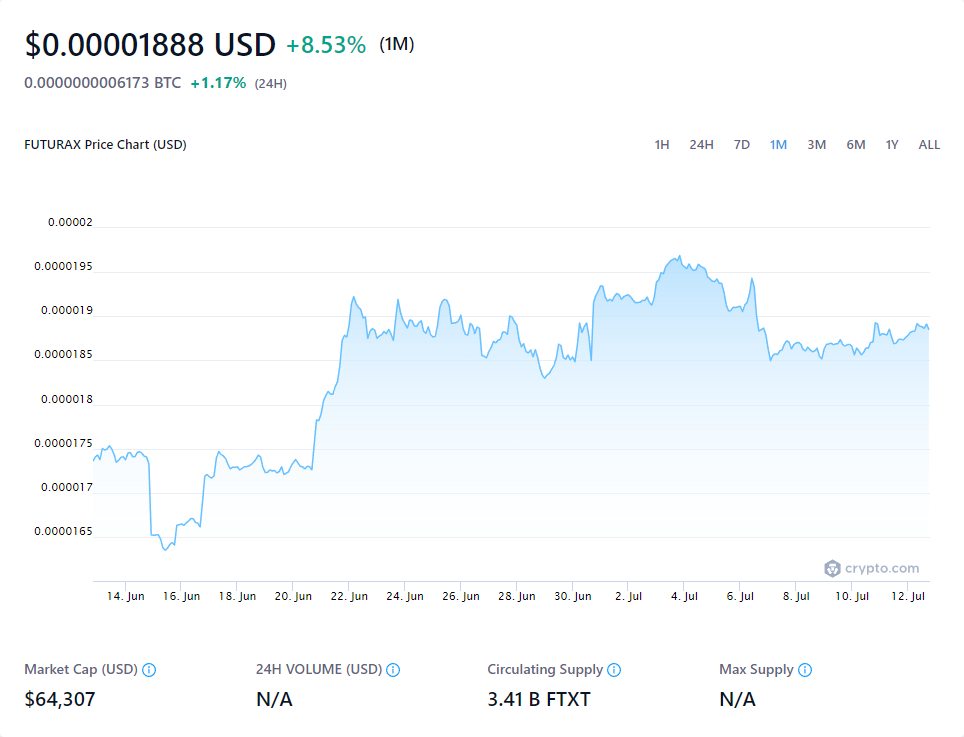 $0.00001888 USD +8.53% (1M)
0.0000000006173 BTC +1.17% (24H)
FUTURAX Price Chart (USD) 1H 24H 7D 1M 3M 6M 1Y ALL
0.00002
0.0000195
0.000019
0.0000185
0.000018
0.0000175
0.000017
0.0000165
crypto.com
14. Jun 16. Jun 18. Jun 20. Jun 22. Jun 24. Jun 26. Jun 28. Jun 30. Jun 2. Jul 4. Jul 6. Jul 8. Jul 10. Jul 12. Jul
Market Cap (USD) 24H VOLUME (USD) Circulating Supply Max Supply
$64,307 N/A 3.41 B FTXT N/A